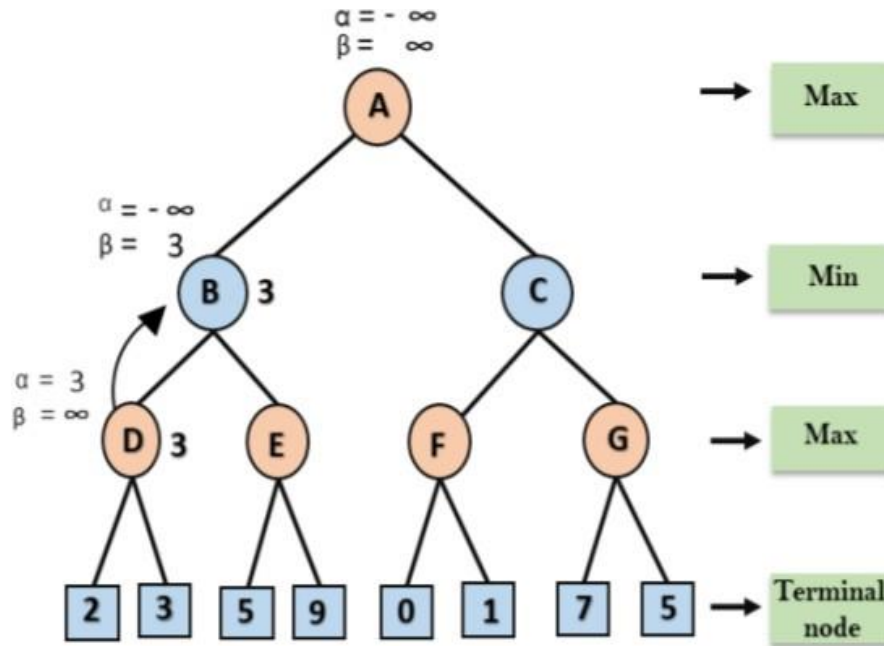 α = - ∞
β = ∞
A
Max
α = - ∞
β = 3
B 3
C
Min
α = 3
β = ∞
D 3
E
F
G
Max
2
3
5
9
0
1
7
5
Terminal
node